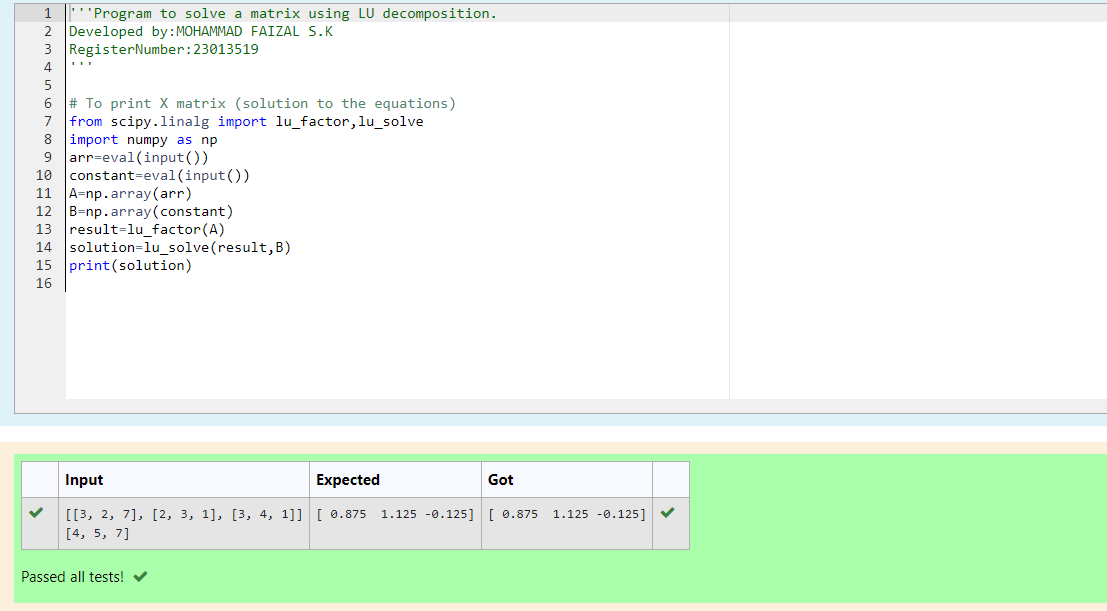 1 '''Program to solve a matrix using LU decomposition.
2 Developed by:MOHAMMAD FAIZAL S.K
3 RegisterNumber:23013519
4 '''
5
6 # To print X matrix (solution to the equations)
7 from scipy.linalg import lu_factor,lu_solve
8 import numpy as np
9 arr=eval(input())
10 constant=eval(input())
11 A=np.array(arr)
12 B=np.array(constant)
13 result=lu_factor(A)
14 solution=lu_solve(result,B)
15 print(solution)
16
Input Expected Got
[[3, 2, 7], [2, 3, 1], [3, 4, 1]] [ 0.875  1.125 -0.125] [ 0.875  1.125 -0.125]
[4, 5, 7]
Passed all tests!